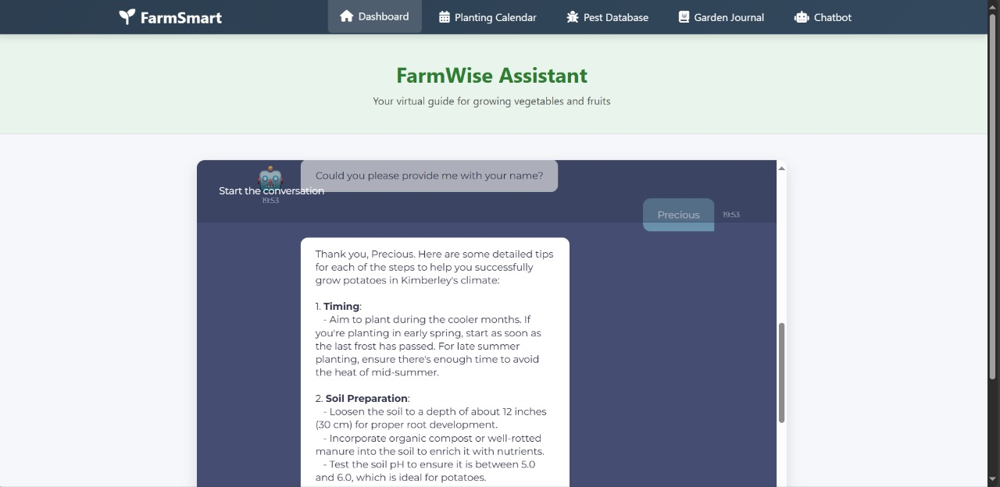 FarmSmart
Dashboard
Planting Calendar
Pest Database
Garden Journal
Chatbot
FarmWise Assistant
Your virtual guide for growing vegetables and fruits
Could you please provide me with your name?
Start the conversation
19:53
Precious
19:53
Thank you, Precious. Here are some detailed tips
for each of the steps to help you successfully
grow potatoes in Kimberley's climate:
1. Timing:
- Aim to plant during the cooler months. If
you're planting in early spring, start as soon as
the last frost has passed. For late summer
planting, ensure there's enough time to avoid
the heat of mid-summer.
2. Soil Preparation:
- Loosen the soil to a depth of about 12 inches
(30 cm) for proper root development.
- Incorporate organic compost or well-rotted
manure into the soil to enrich it with nutrients.
- Test the soil pH to ensure it is between 5.0
and 6.0, which is ideal for potatoes.